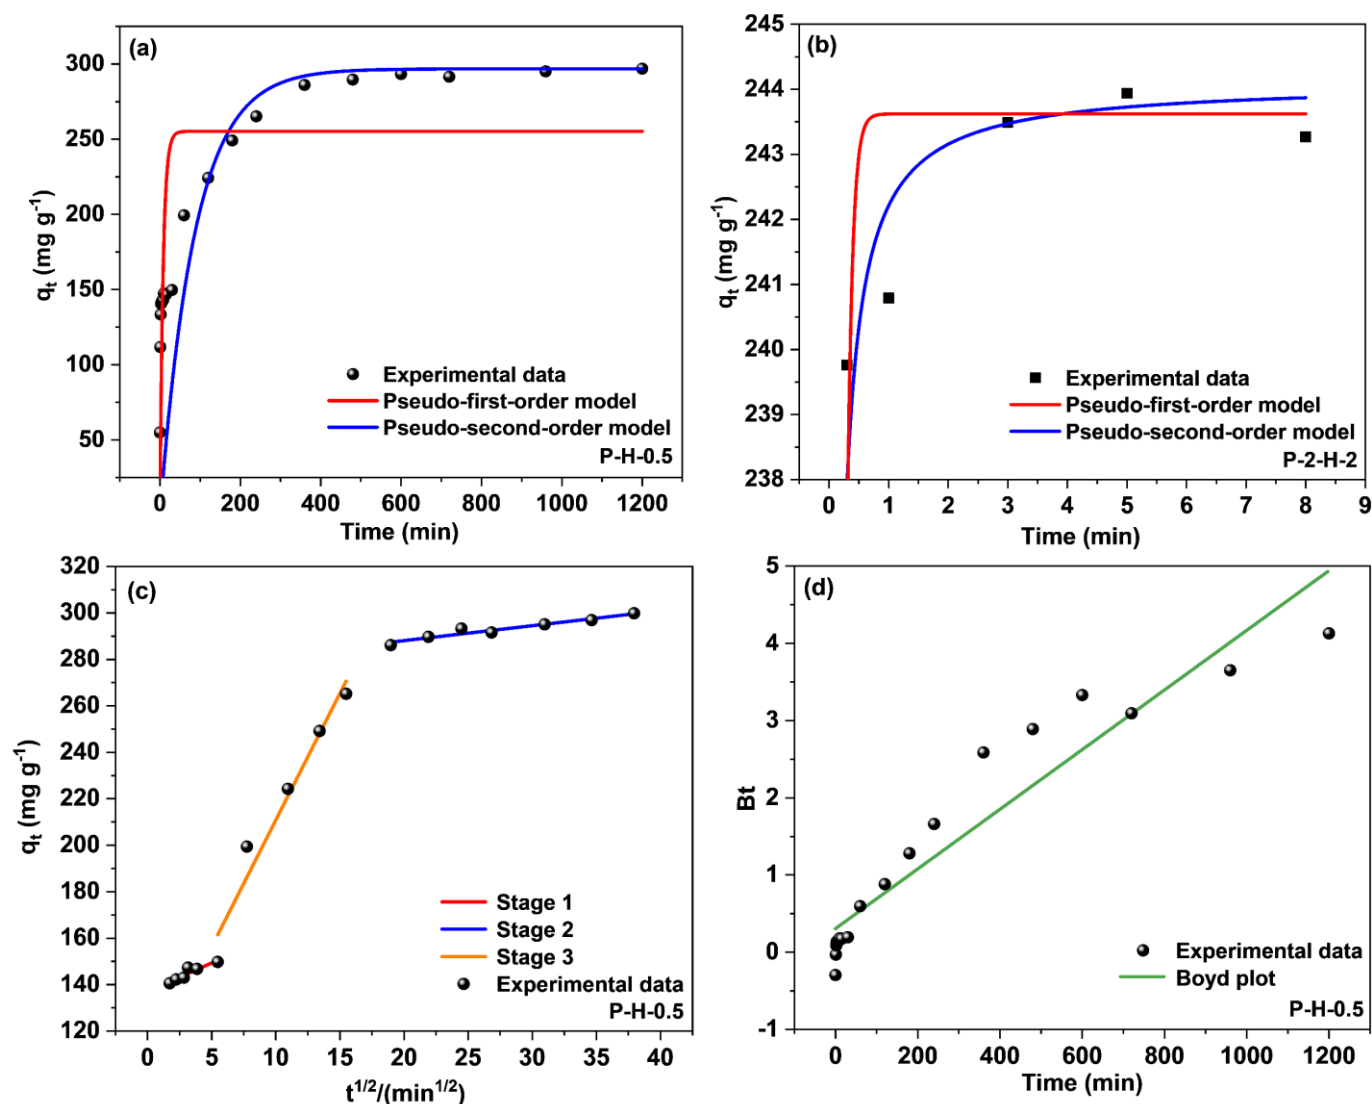 (a)
300
250
200
150
100
50
qt (mg g-1)
Experimental data
Pseudo-first-order model
Pseudo-second-order model
P-H-0.5
0 200 400 600 800 1000 1200
Time (min)
(b)
245
244
243
242
241
240
239
238
qt (mg g-1)
Experimental data
Pseudo-first-order model
Pseudo-second-order model
P-2-H-2
0 1 2 3 4 5 6 7 8 9
Time (min)
(c)
320
300
280
260
240
220
200
180
160
140
120
qt (mg g-1)
Stage 1
Stage 2
Stage 3
Experimental data
P-H-0.5
0 5 10 15 20 25 30 35 40
t1/2/(min1/2)
(d)
5
4
3
2
1
0
-1
Bt
Experimental data
Boyd plot
P-H-0.5
0 200 400 600 800 1000 1200
Time (min)